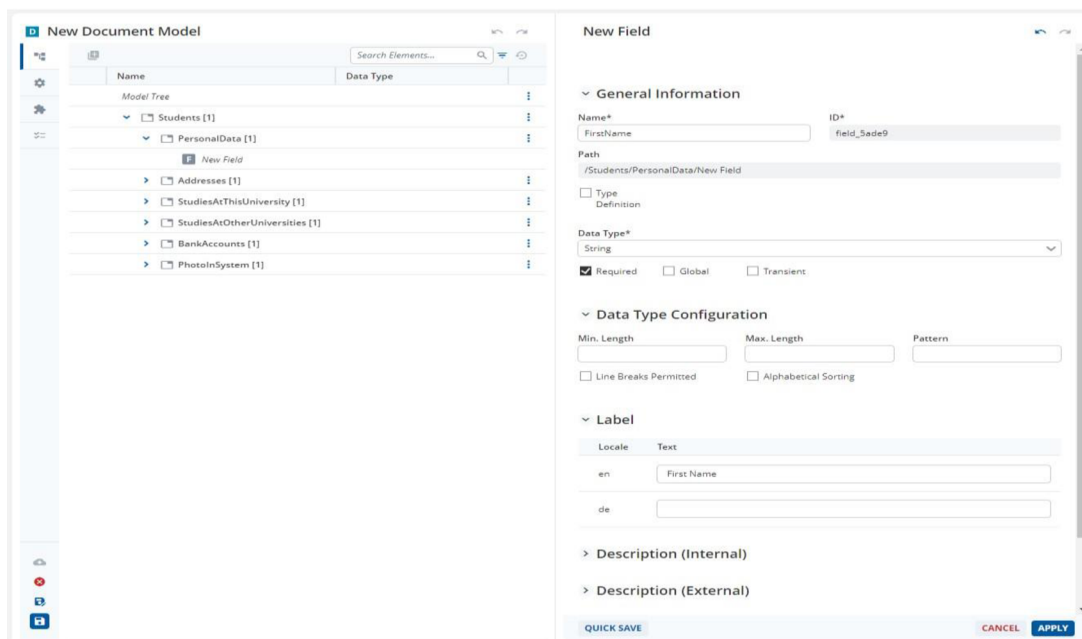 D New Document Model
Search Elements...
Name Data Type
Model Tree
Students [1]
PersonalData [1]
F New Field
Addresses [1]
StudiesAtThisUniversity [1]
StudiesAtOtherUniversities [1]
BankAccounts [1]
PhotoInSystem [1]
New Field
General Information
Name* ID*
FirstName field_5ade9
Path
/Students/PersonalData/New Field
Type
Definition
Data Type*
String
Required Global Transient
Data Type Configuration
Min. Length Max. Length Pattern
Line Breaks Permitted Alphabetical Sorting
Label
Locale Text
en First Name
de
Description (Internal)
Description (External)
QUICK SAVE CANCEL APPLY